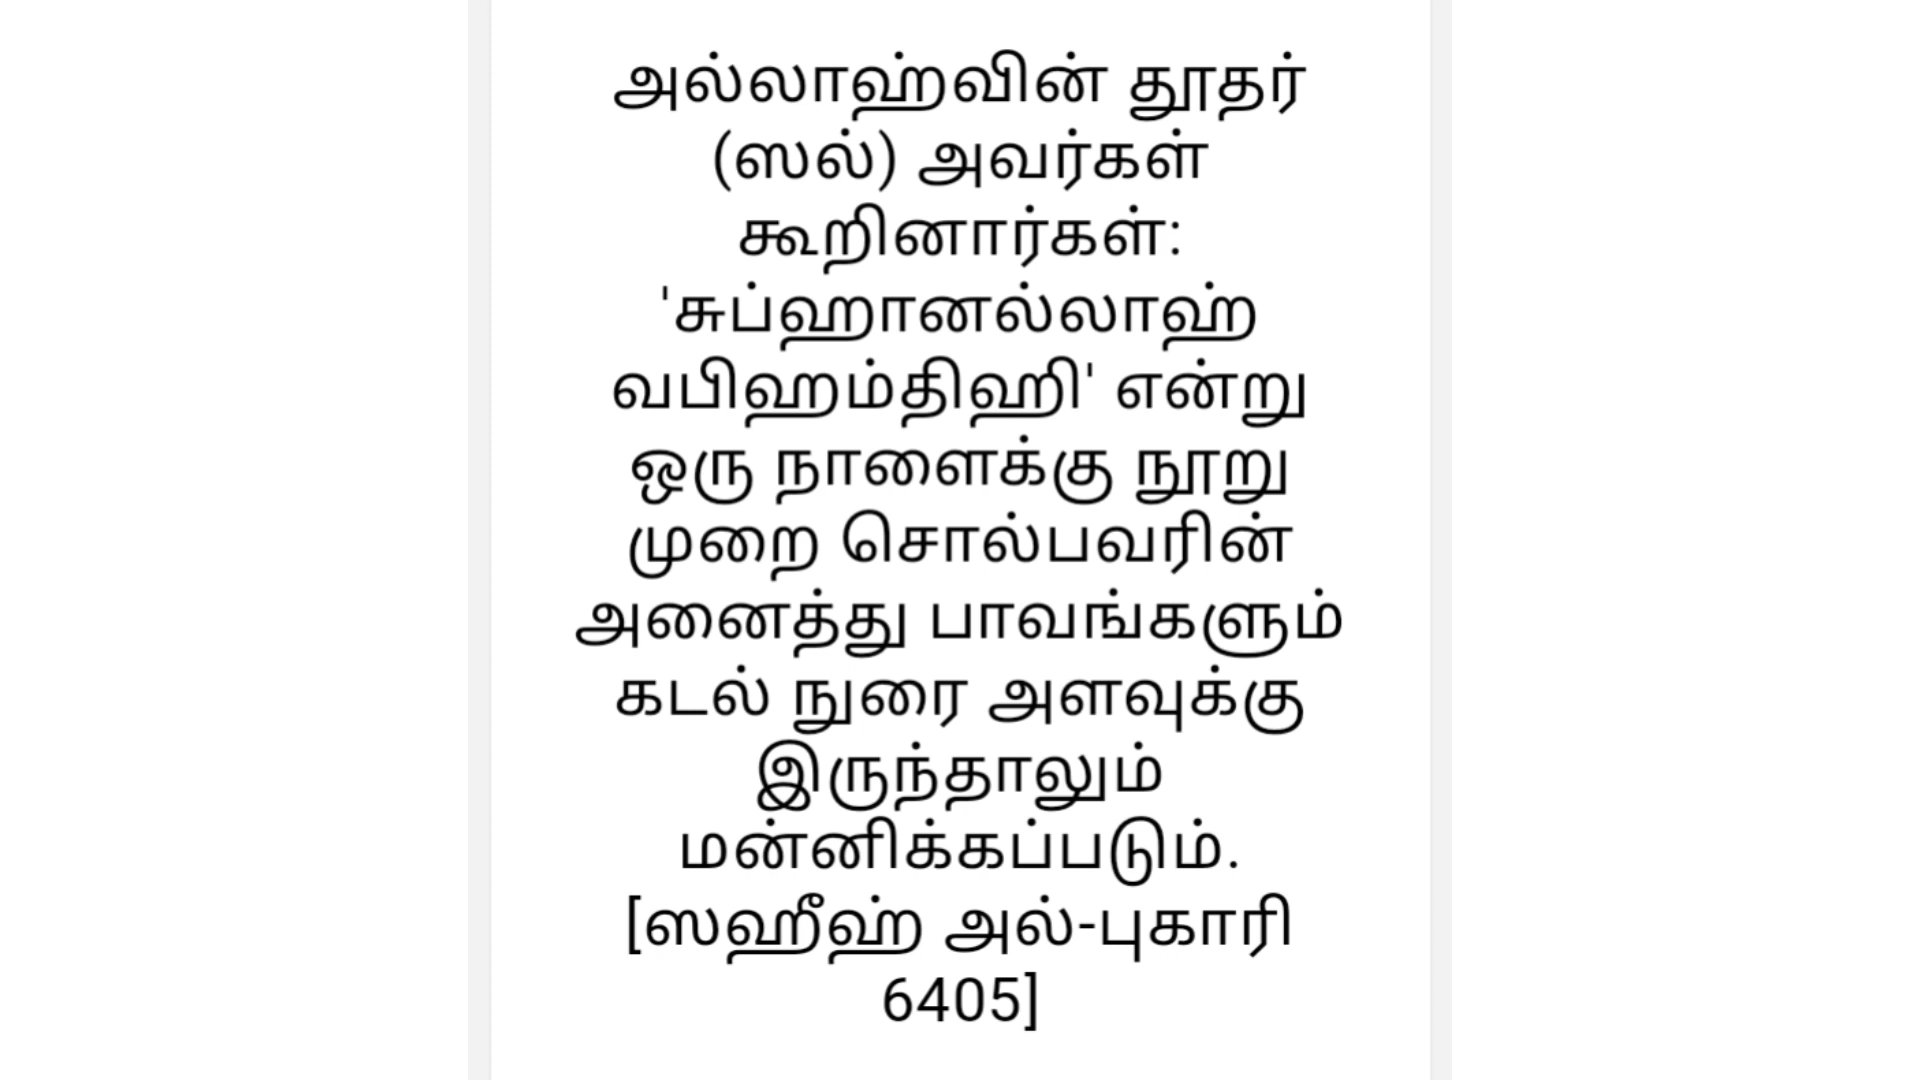 அல்லாஹ்வின் தூதர்
(ஸல்) அவர்கள்
கூறினார்கள்:
'சுப்ஹானல்லாஹ்
வபிஹம்திஹி' என்று
ஒரு நாளைக்கு நூறு
முறை சொல்பவரின்
அனைத்து பாவங்களும்
கடல் நுரை அளவுக்கு
இருந்தாலும்
மன்னிக்கப்படும்.
[ஸஹீஹ் அல்-புகாரி
6405]